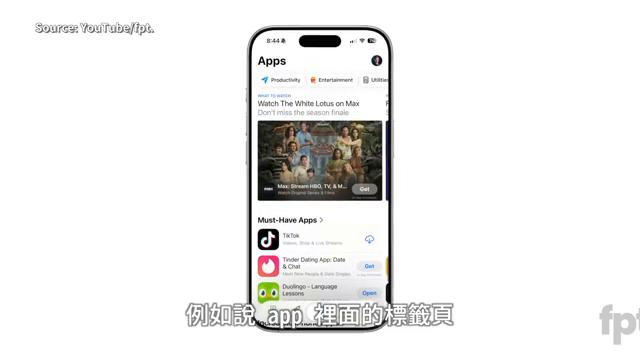 Source: YouTube/fpt.
8:44
Apps
Productivity
Entertainment
Utilities
WHAT TO WATCH
Watch The White Lotus on Max
Don't miss the season finale
Max: Stream HBO, TV, & M...
Watch Original Series & Films
Get
Must-Have Apps
TikTok
Videos, Shop & Live Streams
Tinder Dating App: Date
& Chat
Meet New People & Date Singles
Get
Duolingo - Language
Lessons
Open
例如說 app 裡面的標籤頁
fpt